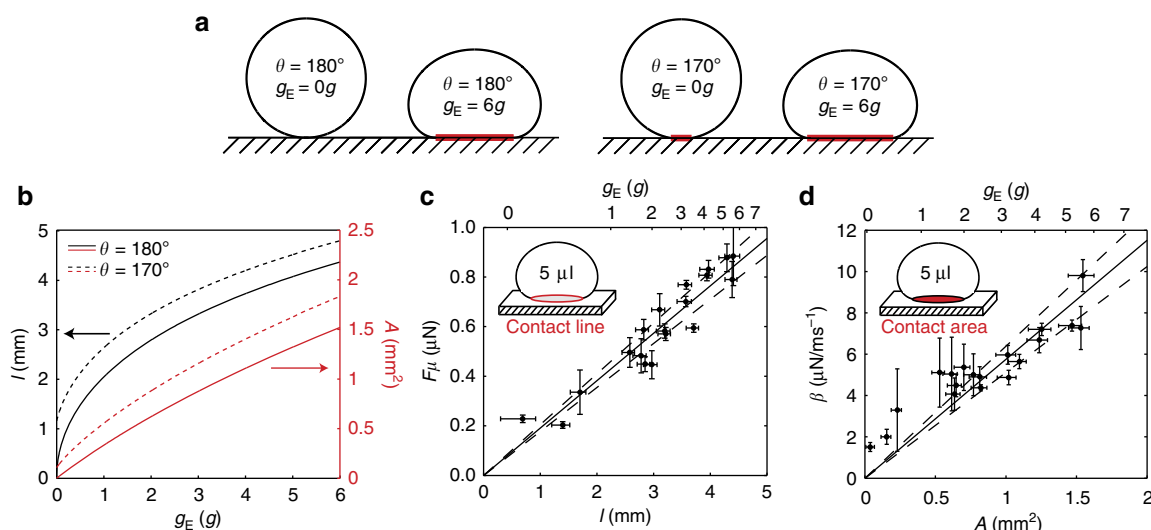 a
θ = 180°
g_E = 0g
θ = 180°
g_E = 6g
θ = 170°
g_E = 0g
θ = 170°
g_E = 6g
b
5
4
3
2
1
0
l (mm)
θ = 180°
θ = 170°
2.5
2
1.5
1
0.5
0
A (mm²)
0 1 2 3 4 5 6
g_E (g)
c
g_E (g)
0 1 2 3 4 5 6 7
1.0
0.8
0.6
0.4
0.2
0.0
Fμ (μN)
5 μl
Contact line
0 1 2 3 4 5
l (mm)
d
g_E (g)
0 1 2 3 4 5 6 7
12
10
8
6
4
2
0
β (μN/ms⁻¹)
5 μl
Contact area
0 0.5 1 1.5 2
A (mm²)